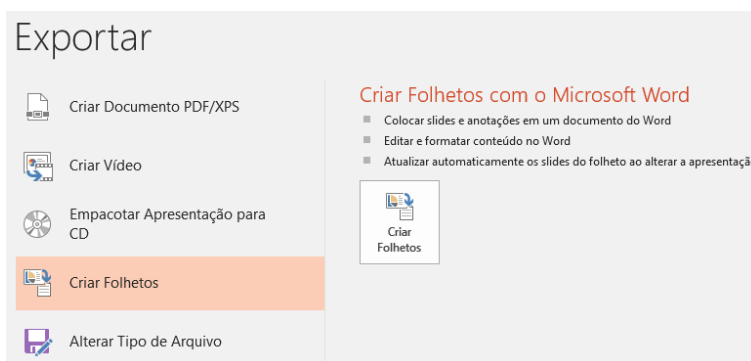 Exportar
Criar Documento PDF/XPS
Criar Vídeo
Empacotar Apresentação para
CD
Criar Folhetos
Alterar Tipo de Arquivo
Criar Folhetos com o Microsoft Word
Colocar slides e anotações em um documento do Word
Editar e formatar conteúdo no Word
Atualizar automaticamente os slides do folheto ao alterar a apresentaçã
Criar
Folhetos